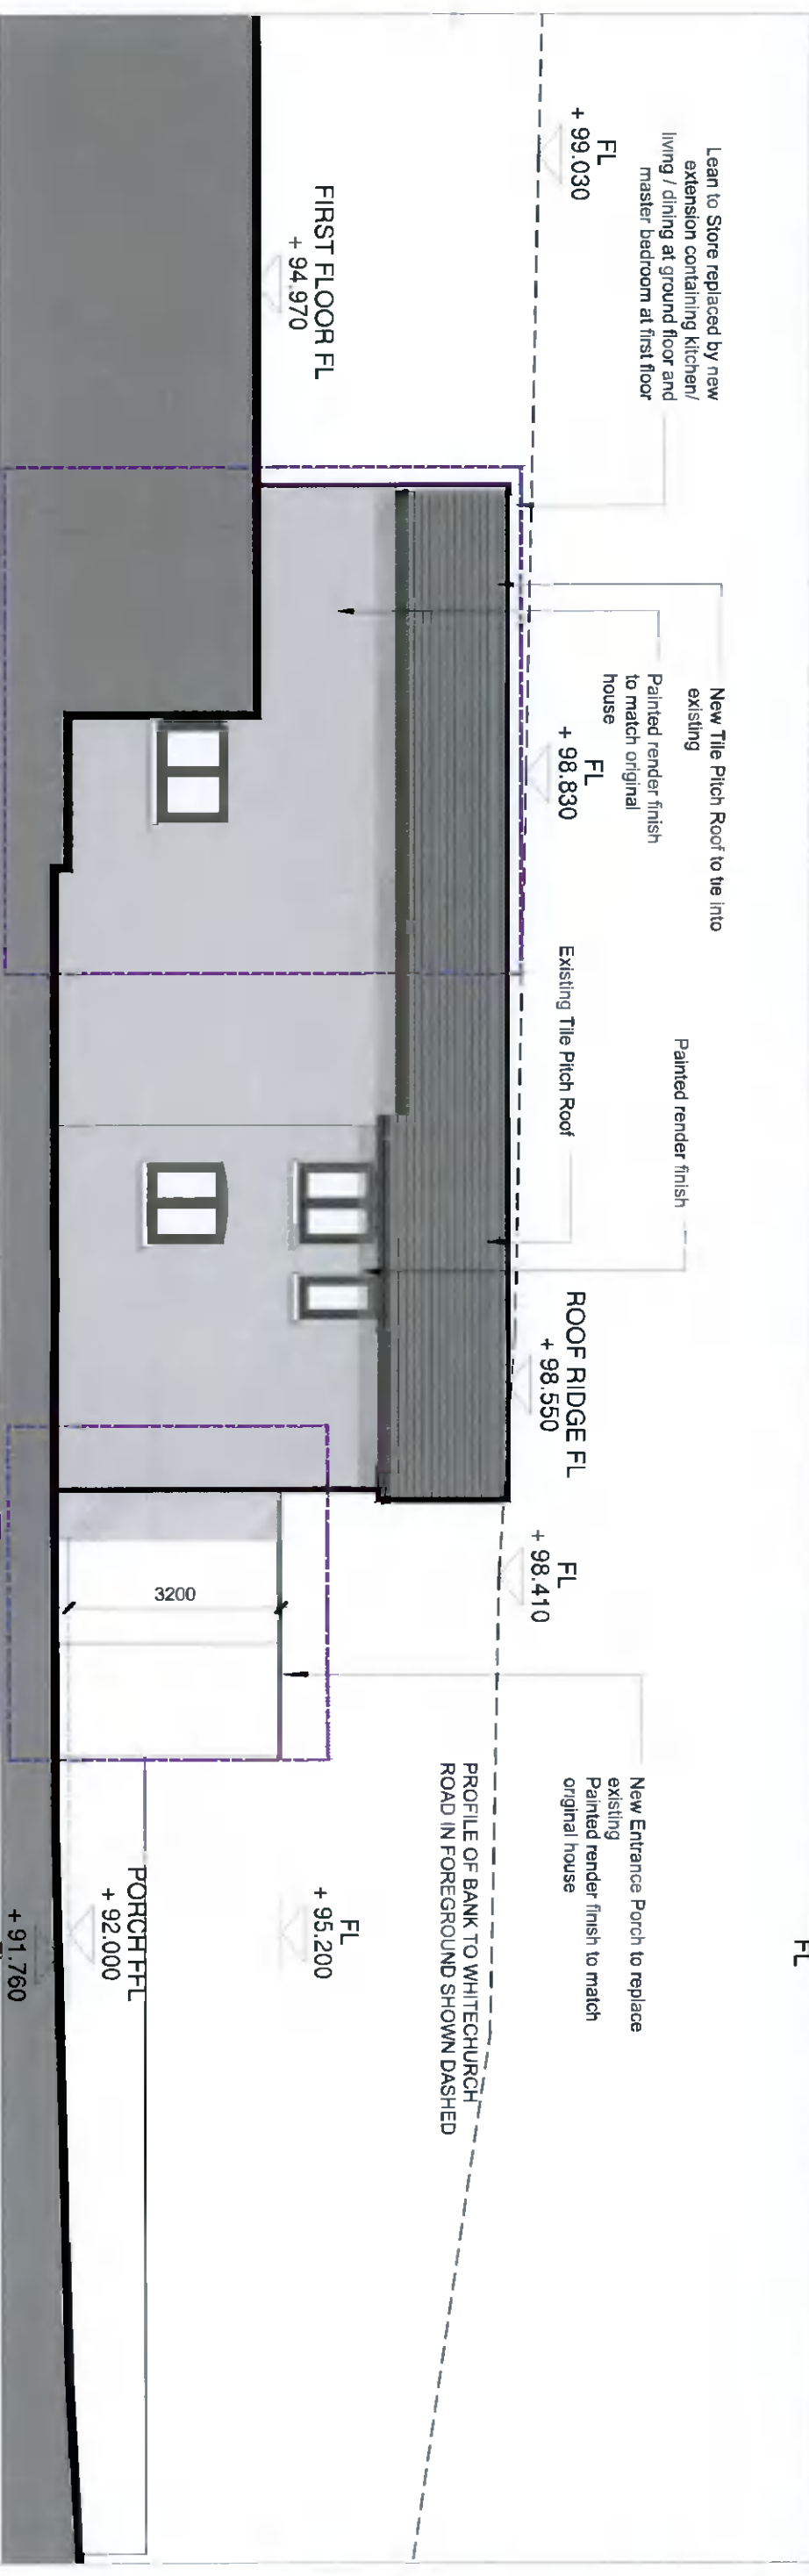 Lean to Store replaced by new
extension containing kitchen/
living / dining at ground floor and
master bedroom at first floor
FL
+ 99.030
FIRST FLOOR FL
+ 94.970
New Tile Pitch Roof to tie into
existing
Painted render finish
to match original
house
FL
+ 98.830
Existing Tile Pitch Roof
Painted render finish
ROOF RIDGE FL
+ 98.550
FL
+ 98.410
3200
New Entrance Porch to replace
existing
Painted render finish to match
original house
PROFILE OF BANK TO WHITECHURCH
ROAD IN FOREGROUND SHOWN DASHED
FL
+ 95.200
PORCH FFL
+ 92.000
+ 91.760
FL